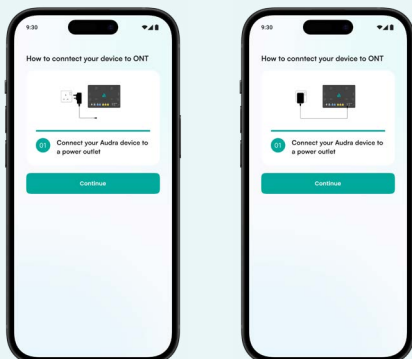 9:30
How to conntect your device to ONT
01
Connect your Audra device to
a power outlet
Continue
9:30
How to conntect your device to ONT
01
Connect your Audra device to
a power outlet
Continue